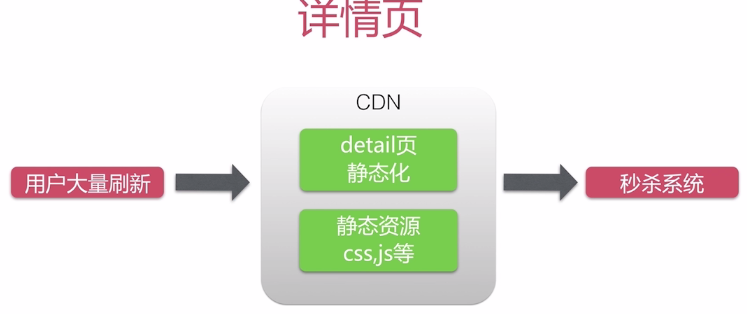 详情页
CDN
detail页
静态化
用户大量刷新
秒杀系统
静态资源
css,js等